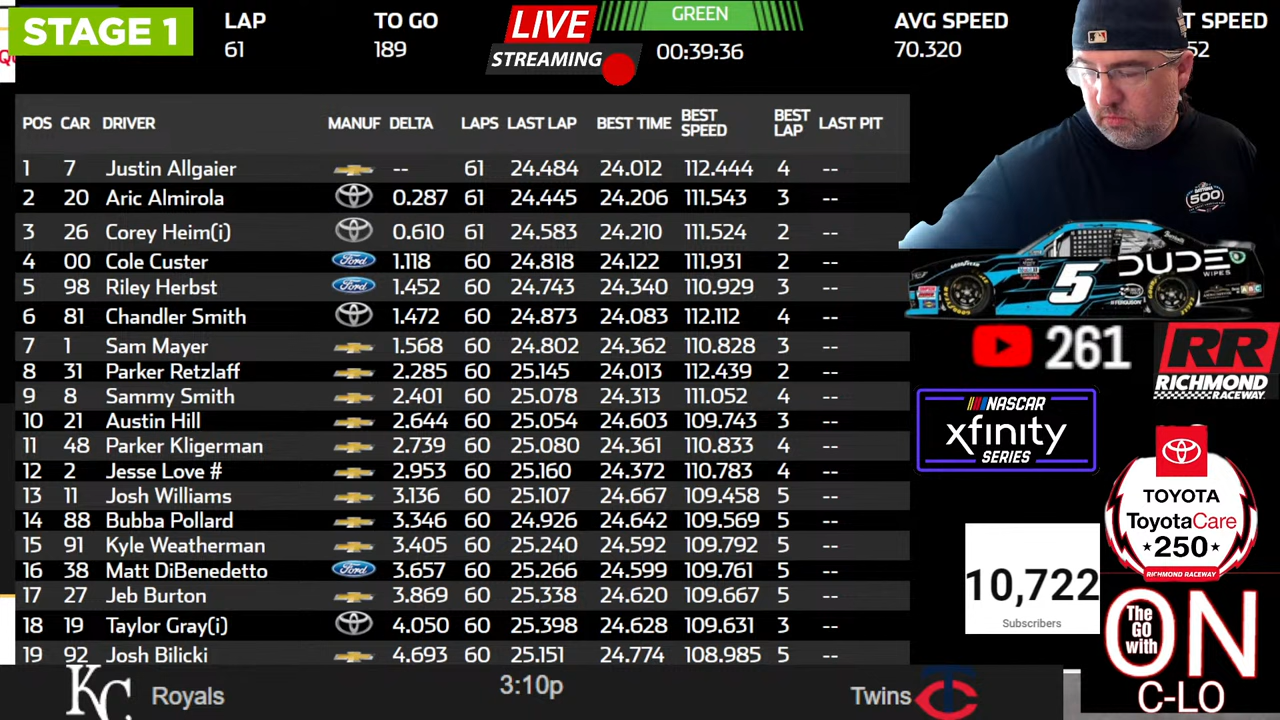 STAGE 1
LAP TO GO LIVE GREEN AVG SPEED T SPEED
61 189 STREAMING 00:39:36 70.320 52
POS CAR DRIVER MANUF DELTA LAPS LAST LAP BEST TIME BEST SPEED BEST LAP LAST PIT
1 7 Justin Allgaier -- 61 24.484 24.012 112.444 4 --
2 20 Aric Almirola 0.287 61 24.445 24.206 111.543 3 --
3 26 Corey Heim(i) 0.610 61 24.583 24.210 111.524 2 --
4 00 Cole Custer Ford 1.118 60 24.818 24.122 111.931 2 --
5 98 Riley Herbst Ford 1.452 60 24.743 24.340 110.929 3 --
6 81 Chandler Smith 1.472 60 24.873 24.083 112.112 4 --
7 1 Sam Mayer 1.568 60 24.802 24.362 110.828 3 --
8 31 Parker Retzlaff 2.285 60 25.145 24.013 112.439 2 --
9 8 Sammy Smith 2.401 60 25.078 24.313 111.052 4 --
10 21 Austin Hill 2.644 60 25.054 24.603 109.743 3 --
11 48 Parker Kligerman 2.739 60 25.080 24.361 110.833 4 --
12 2 Jesse Love # 2.953 60 25.160 24.372 110.783 4 --
13 11 Josh Williams 3.136 60 25.107 24.667 109.458 5 --
14 88 Bubba Pollard 3.346 60 24.926 24.642 109.569 5 --
15 91 Kyle Weatherman 3.405 60 25.240 24.592 109.792 5 --
16 38 Matt DiBenedetto Ford 3.657 60 25.266 24.599 109.761 5 --
17 27 Jeb Burton 3.869 60 25.338 24.620 109.667 5 --
18 19 Taylor Gray(i) 4.050 60 25.398 24.628 109.631 3 --
19 92 Josh Bilicki 4.693 60 25.151 24.774 108.985 5 --
DAYTONA
500
5 DUDE
WIPES
261
RR
RICHMOND
RACEWAY
NASCAR
xfinity
SERIES
TOYOTA
ToyotaCare
250
RICHMOND RACEWAY
10,722
Subscribers
The GO with ON
C-LO
KC Royals 3:10p Twins C